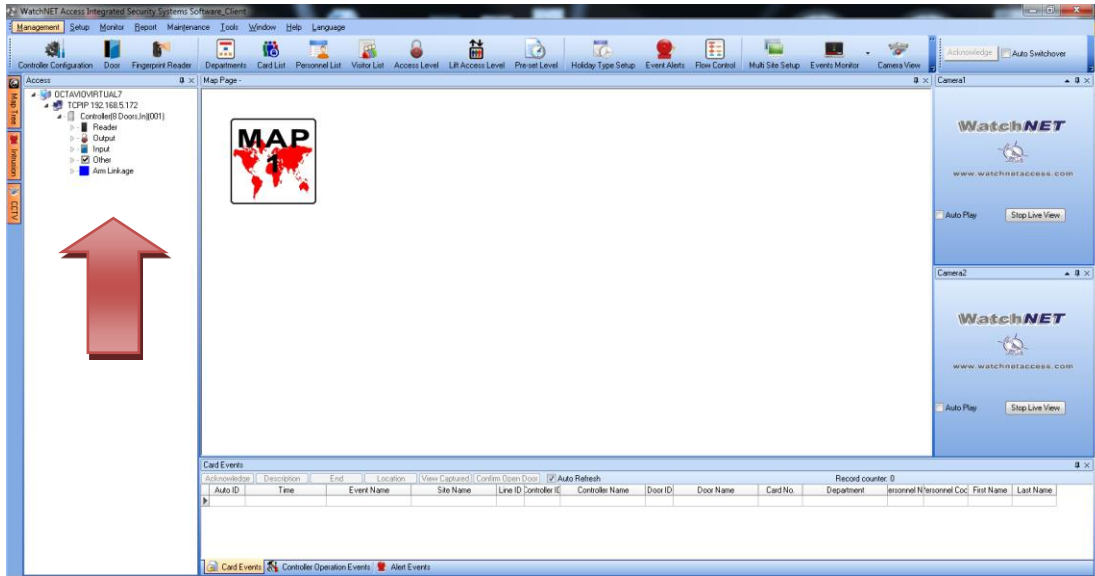 WatchNET Access Integrated Security Systems Software_Client
Management Setup Monitor Report Maintenance Tools Window Help Language
Controller Configuration Door Fingerprint Reader Departments Card List Personnel List Visitor List Access Level Lift Access Level Pre-set Level Holiday Type Setup Event Alerts Flow Control Multi Site Setup Events Monitor Camera View Acknowledge Auto Switchover
Access
Map Page -
Camera1
Map Tree
Intrusion
CCTV
OCTAVIOVIRTUAL7
TCPIP 192.168.5.172
Controller(8 Doors,In)(001)
Reader
Output
Input
Other
Arm Linkage
MAP
1
WatchNET
www.watchnetaccess.com
Auto Play Stop Live View
Camera2
WatchNET
www.watchnetaccess.com
Auto Play Stop Live View
Card Events
Acknowledge Description End Location View Captured Confirm Open Door Auto Refresh Record counter: 0
Auto ID Time Event Name Site Name Line ID Controller ID Controller Name Door ID Door Name Card No. Department ersonnel N Personnel Coc First Name Last Name
Card Events Controller Operation Events Alert Events